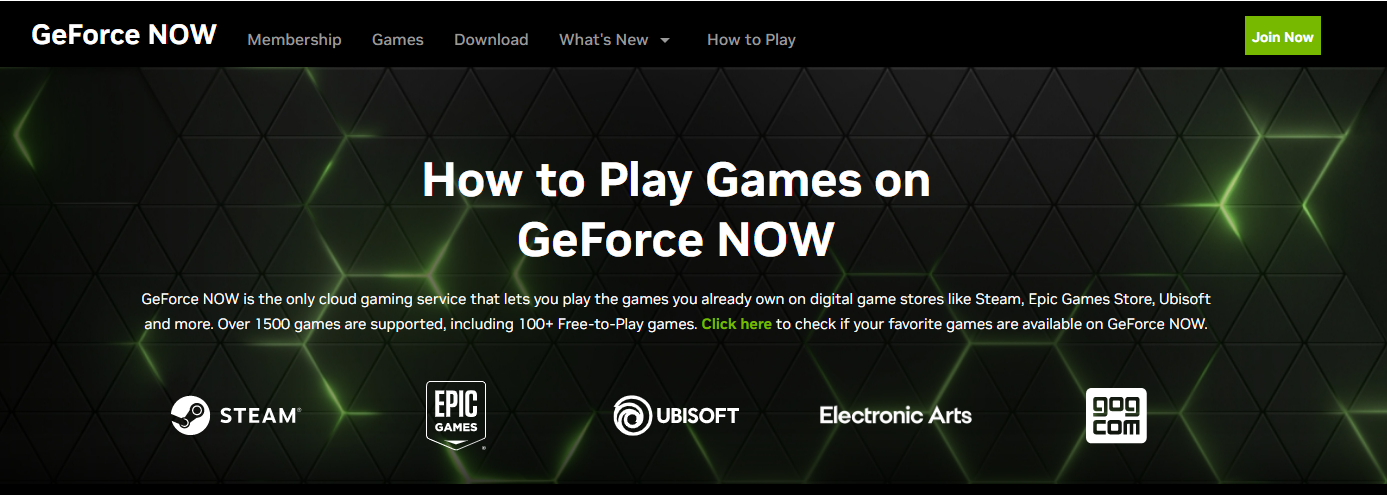 GeForce NOW Membership Games Download What's New How to Play Join Now
How to Play Games on
GeForce NOW
GeForce NOW is the only cloud gaming service that lets you play the games you already own on digital game stores like Steam, Epic Games Store, Ubisoft
and more. Over 1500 games are supported, including 100+ Free-to-Play games. Click here to check if your favorite games are available on GeForce NOW.
STEAM®
EPIC
GAMES
UBISOFT
Electronic Arts
gog
com